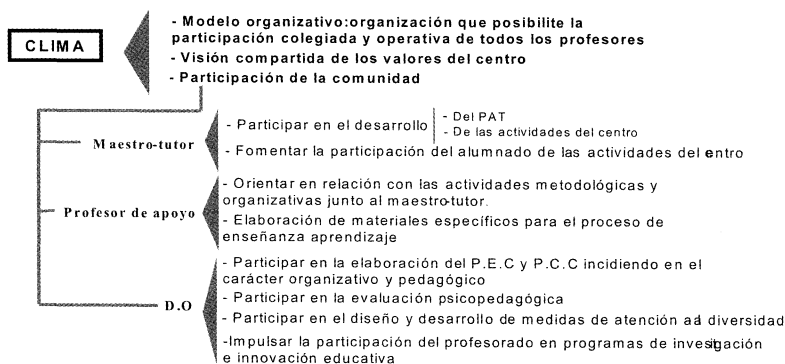 CLIMA
- Modelo organizativo:organización que posibilite la
participación colegiada y operativa de todos los profesores
- Visión compartida de los valores del centro
- Participación de la comunidad
Maestro-tutor
- Participar en el desarrollo
- Del PAT
- De las actividades del centro
- Fomentar la participación del alumnado de las actividades del entro
Profesor de apoyo
- Orientar en relación con las actividades metodológicas y
organizativas junto al maestro-tutor.
- Elaboración de materiales específicos para el proceso de
enseñanza aprendizaje
D.O
- Participar en la elaboración del P.E.C y P.C.C incidiendo en el
carácter organizativo y pedagógico
- Participar en la evaluación psicopedagógica
- Participar en el diseño y desarrollo de medidas de atención a diversidad
-Impulsar la participación del profesorado en programas de investigación
e innovación educativa